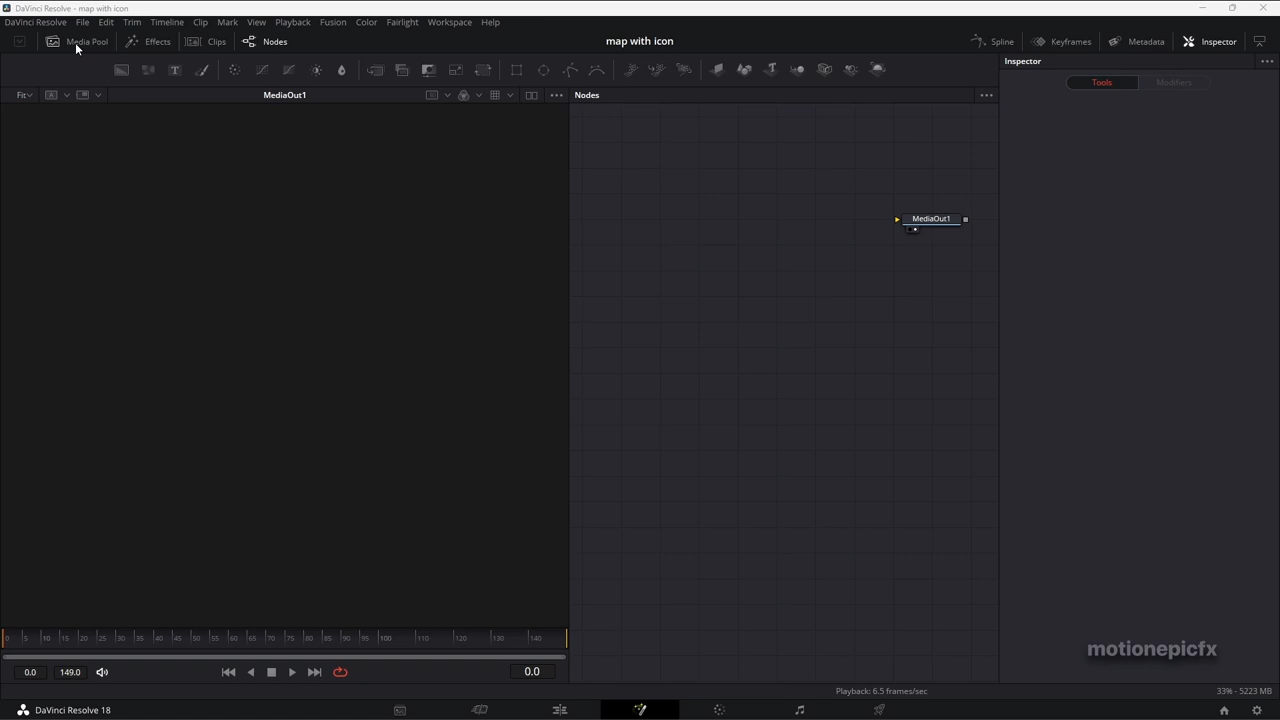 DaVinci Resolve - map with icon
DaVinci Resolve File Edit Trim Timeline Clip Mark View Playback Fusion Color Fairlight Workspace Help
Media Pool Effects Clips Nodes map with icon Spline Keyframes Metadata Inspector
Inspector
Fit MediaOut1 Nodes
Tools Modifiers
MediaOut1
0 5 10 15 20 25 30 35 40 45 50 55 60 65 70 75 80 85 90 95 100 110 120 130 140
motionepicfx
0.0 149.0 0.0
Playback: 6.5 frames/sec 33% - 5223 MB
DaVinci Resolve 18